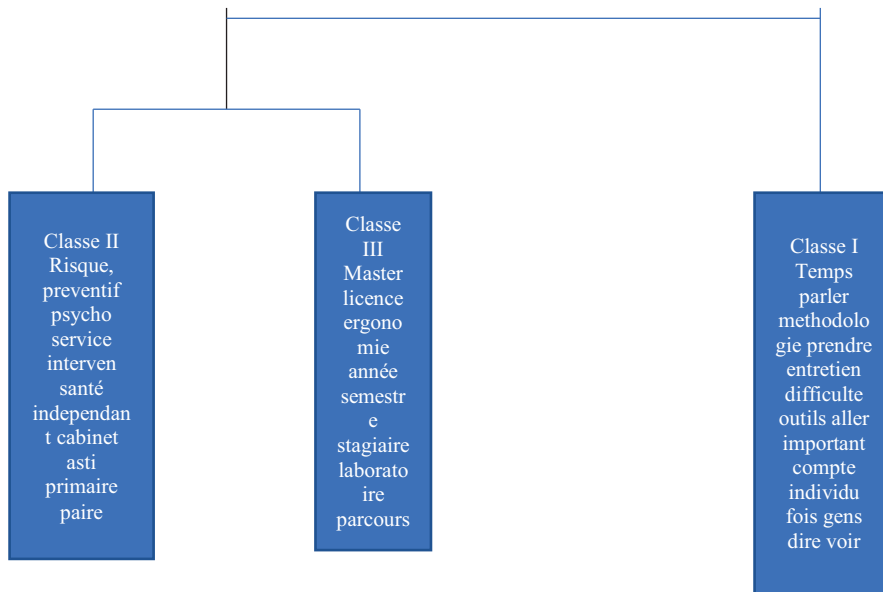 Classe II
Risque,
preventif
psycho
service
interven
santé
independan
t cabinet
asti
primaire
paire
Classe
III
Master
licence
ergono
mie
année
semestr
e
stagiaire
laborato
ire
parcours
Classe I
Temps
parler
methodolo
gie prendre
entretien
difficulte
outils aller
important
compte
individu
fois gens
dire voir